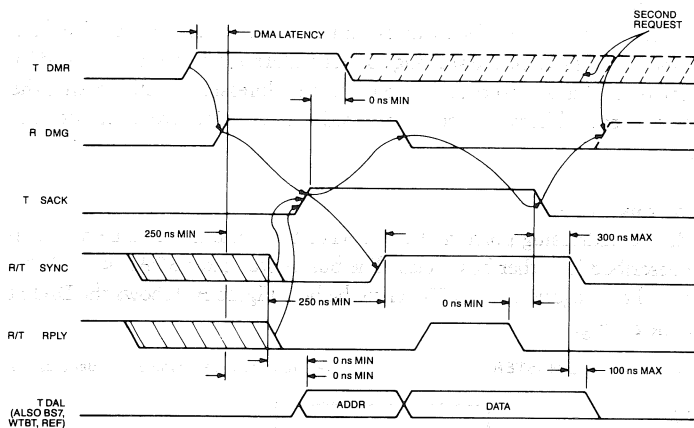 SECOND
REQUEST
DMA LATENCY
T DMR
0 ns MIN
R DMG
T SACK
250 ns MIN
300 ns MAX
R/T SYNC
250 ns MIN
0 ns MIN
R/T RPLY
0 ns MIN
0 ns MIN
100 ns MAX
T DAL
(ALSO BS7,
WTBT, REF)
ADDR
DATA